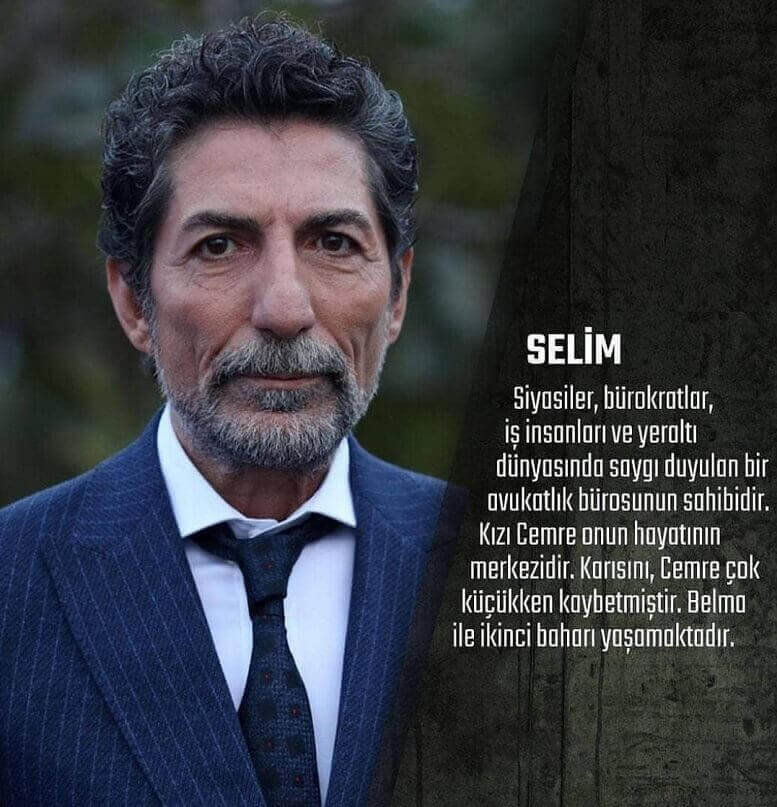 SELİM
Siyasiler, bürokratlar,
iş insanları ve yeraltı
dünyasında saygı duyulan bir
avukatlık bürosunun sahibidir.
Kızı Cemre onun hayatının
merkezidir. Karısını, Cemre çok
küçükken kaybetmiştir. Belma
ile ikinci baharı yaşamaktadır.